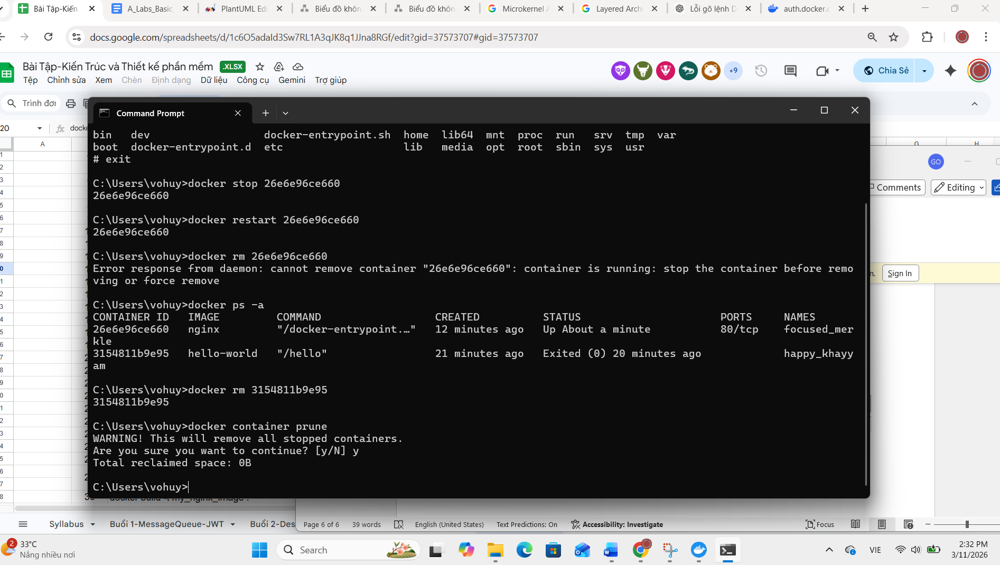 Bài Tập-Kiến
A_Labs_Basic_
PlantUML Edi
Biểu đồ khôn
Biểu đồ khôn
Microkernel A
Layered Archi
Lỗi gõ lệnh D
auth.docker.c
docs.google.com/spreadsheets/d/1c6O5adaId3Sw7RL1A3qJK8q1JJna8RGf/edit?gid=37573707#gid=37573707
Bài Tập-Kiến Trúc và Thiết kế phần mềm .XLSX
+9
Chia Sẻ
Tệp Chỉnh sửa Xem Chèn Định dạng Dữ liệu Công cụ Gemini Trợ giúp
Trình đơn
20
fx docke
A
G
H
Command Prompt
bin dev docker-entrypoint.sh home lib64 mnt proc run srv tmp var
boot docker-entrypoint.d etc lib media opt root sbin sys usr
# exit
C:\Users\vohuy>docker stop 26e6e96ce660
26e6e96ce660
C:\Users\vohuy>docker restart 26e6e96ce660
26e6e96ce660
C:\Users\vohuy>docker rm 26e6e96ce660
Error response from daemon: cannot remove container "26e6e96ce660": container is running: stop the container before remo
ving or force remove
C:\Users\vohuy>docker ps -a
CONTAINER ID IMAGE COMMAND CREATED STATUS PORTS NAMES
26e6e96ce660 nginx "/docker-entrypoint.…" 12 minutes ago Up About a minute 80/tcp focused_mer
kle
3154811b9e95 hello-world "/hello" 21 minutes ago Exited (0) 20 minutes ago happy_khayy
am
C:\Users\vohuy>docker rm 3154811b9e95
3154811b9e95
C:\Users\vohuy>docker container prune
WARNING! This will remove all stopped containers.
Are you sure you want to continue? [y/N] y
Total reclaimed space: 0B
C:\Users\vohuy>
GO
Comments
Editing
Sign In
docker build -t my_nginx_image .
Syllabus
Buổi 1-MessageQueue-JWT
Buổi 2-Des
Page 6 of 6
39 words
English (United States)
Text Predictions: On
Accessibility: Investigate
Focus
2
33°C
Nắng nhiều nơi
Search
VIE
2:32 PM
3/11/2026